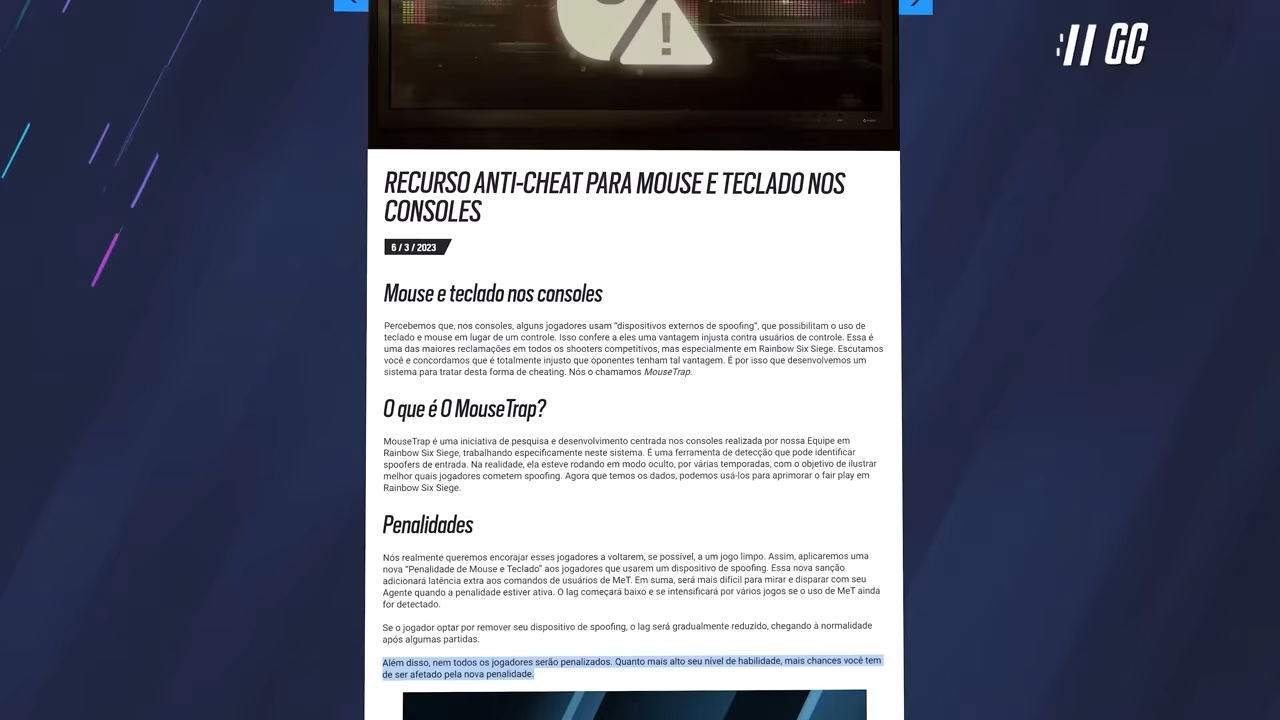 GC
RECURSO ANTI-CHEAT PARA MOUSE E TECLADO NOS
CONSOLES
6 / 3 / 2023
Mouse e teclado nos consoles
Percebemos que, nos consoles, alguns jogadores usam “dispositivos externos de spoofing”, que possibilitam o uso de
teclado e mouse em lugar de um controle. Isso confere a eles uma vantagem injusta contra usuários de controle. Essa é
uma das maiores reclamações em todos os shooters competitivos, mas especialmente em Rainbow Six Siege. Escutamos
você e concordamos que é totalmente injusto que oponentes tenham tal vantagem. É por isso que desenvolvemos um
sistema para tratar desta forma de cheating. Nós o chamamos MouseTrap.
O que é O MouseTrap?
MouseTrap é uma iniciativa de pesquisa e desenvolvimento centrada nos consoles realizada por nossa Equipe em
Rainbow Six Siege, trabalhando especificamente neste sistema. É uma ferramenta de detecção que pode identificar
spoofers de entrada. Na realidade, ela esteve rodando em modo oculto, por várias temporadas, com o objetivo de ilustrar
melhor quais jogadores cometem spoofing. Agora que temos os dados, podemos usá-los para aprimorar o fair play em
Rainbow Six Siege.
Penalidades
Nós realmente queremos encorajar esses jogadores a voltarem, se possível, a um jogo limpo. Assim, aplicaremos uma
nova “Penalidade de Mouse e Teclado” aos jogadores que usarem um dispositivo de spoofing. Essa nova sanção
adicionará latência extra aos comandos de usuários de MeT. Em suma, será mais difícil para mirar e disparar com seu
Agente quando a penalidade estiver ativa. O lag começará baixo e se intensificará por vários jogos se o uso de MeT ainda
for detectado.
Se o jogador optar por remover seu dispositivo de spoofing, o lag será gradualmente reduzido, chegando à normalidade
após algumas partidas.
Além disso, nem todos os jogadores serão penalizados. Quanto mais alto seu nível de habilidade, mais chances você tem
de ser afetado pela nova penalidade.